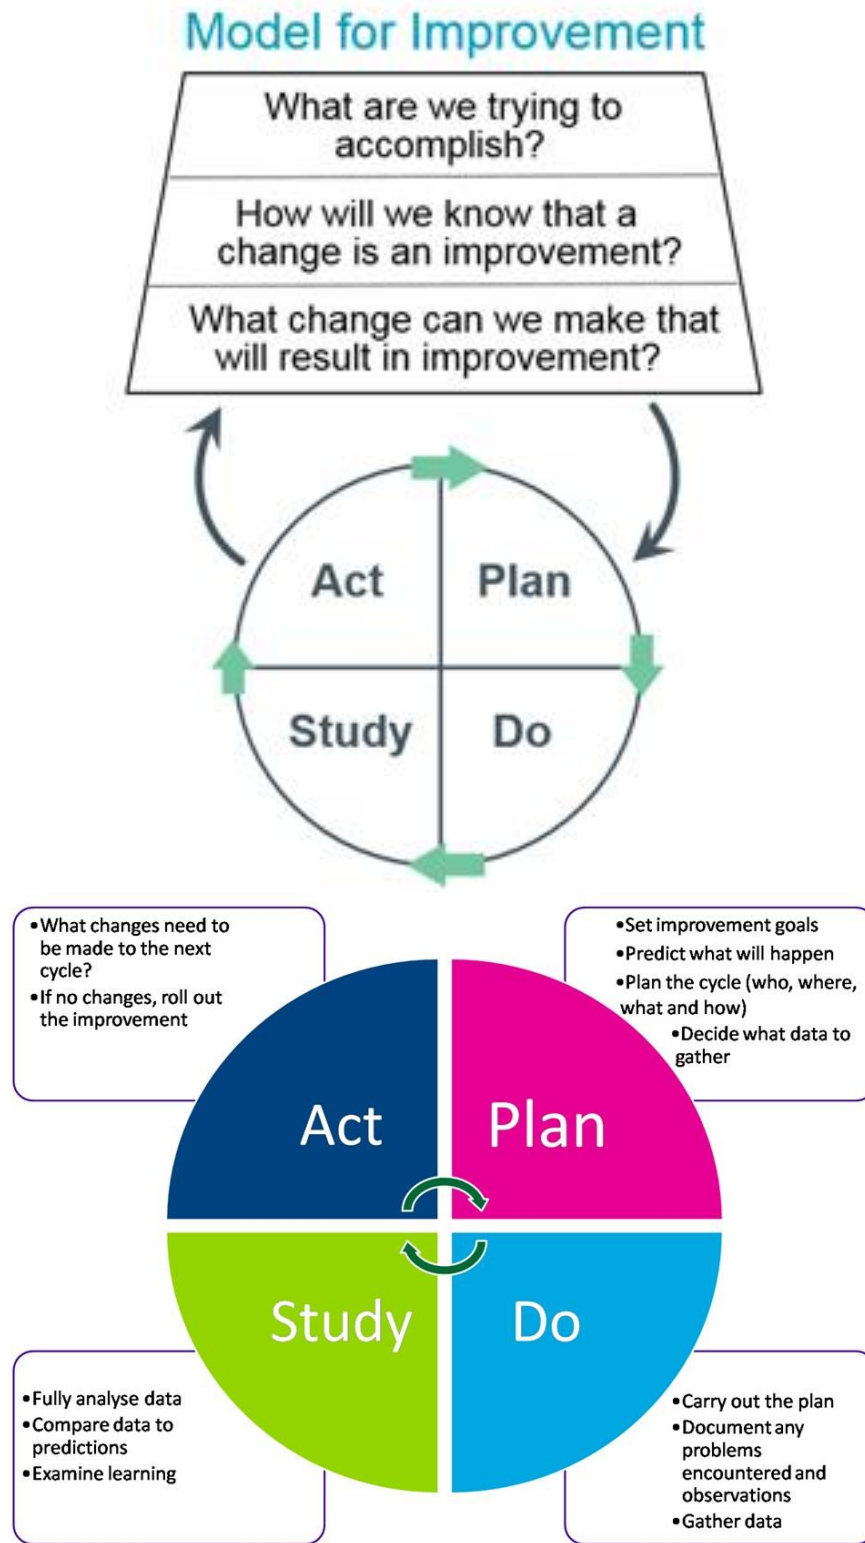 Model for Improvement
What are we trying to
accomplish?
How will we know that a
change is an improvement?
What change can we make that
will result in improvement?
Act
Plan
Study
Do
•What changes need to
be made to the next
cycle?
•If no changes, roll out
the improvement
•Set improvement goals
•Predict what will happen
•Plan the cycle (who, where,
what and how)
•Decide what data to
gather
Act
Plan
Study
Do
•Fully analyse data
•Compare data to
predictions
•Examine learning
•Carry out the plan
•Document any
problems
encountered and
observations
•Gather data